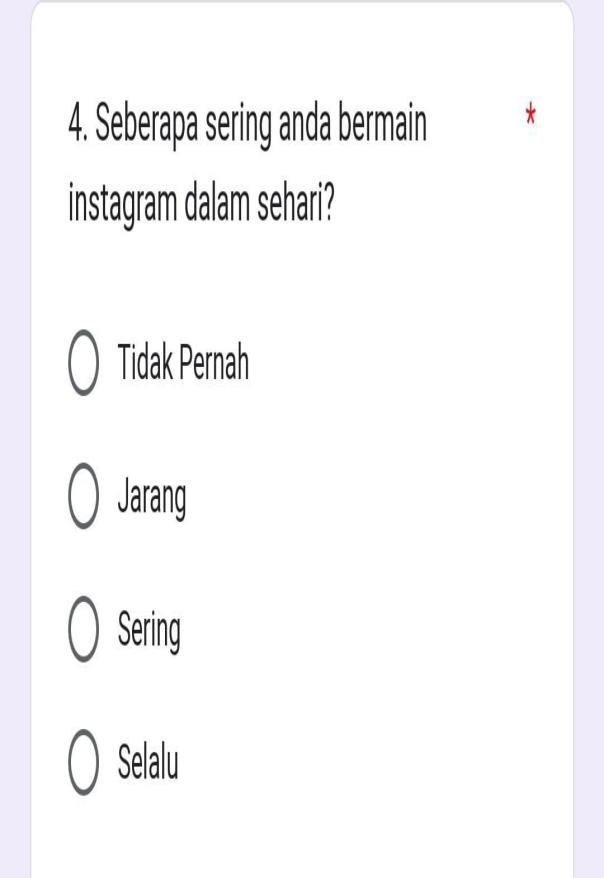 4. Seberapa sering anda bermain *
instagram dalam sehari?
Tidak Pernah
Jarang
Sering
Selalu